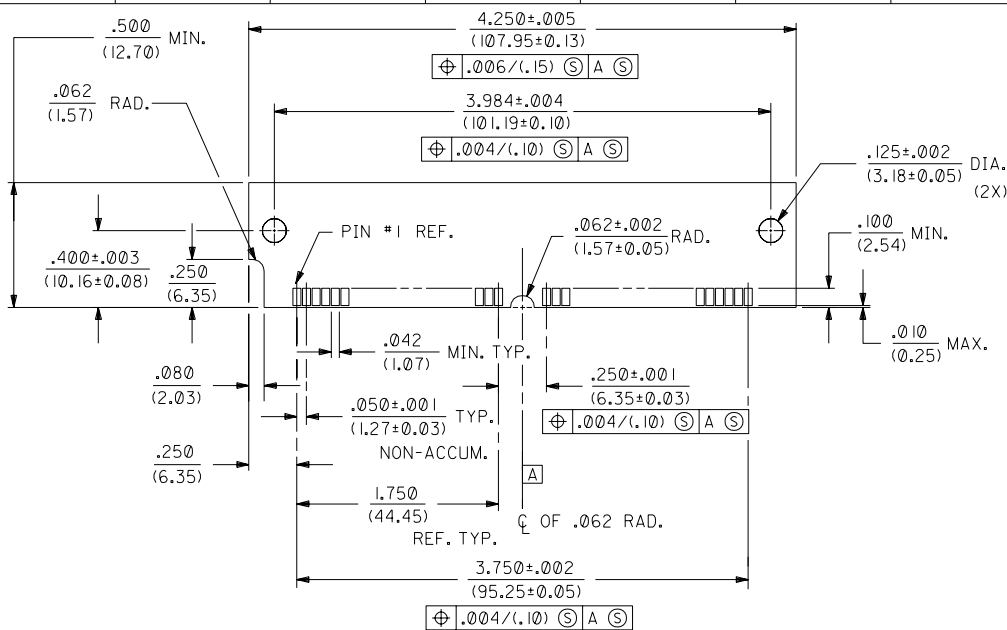 .500 MIN.
(12.70)
4.250±.005
(107.95±0.13)
⌖ .006/(.15) Ⓢ A Ⓢ
.062 RAD.
(1.57)
3.984±.004
(101.19±0.10)
⌖ .004/(.10) Ⓢ A Ⓢ
.125±.002 DIA.
(3.18±0.05)
(2X)
PIN #1 REF.
.062±.002 RAD.
(1.57±0.05)
.100 MIN.
(2.54)
.400±.003
(10.16±0.08)
.250
(6.35)
.042 MIN. TYP.
(1.07)
.010 MAX.
(0.25)
.080
(2.03)
.250±.001
(6.35±0.03)
⌖ .004/(.10) Ⓢ A Ⓢ
.050±.001 TYP.
(1.27±0.03)
NON-ACCUM.
.250
(6.35)
A
1.750
(44.45)
REF. TYP.
℄ OF .062 RAD.
3.750±.002
(95.25±0.05)
⌖ .004/(.10) Ⓢ A Ⓢ